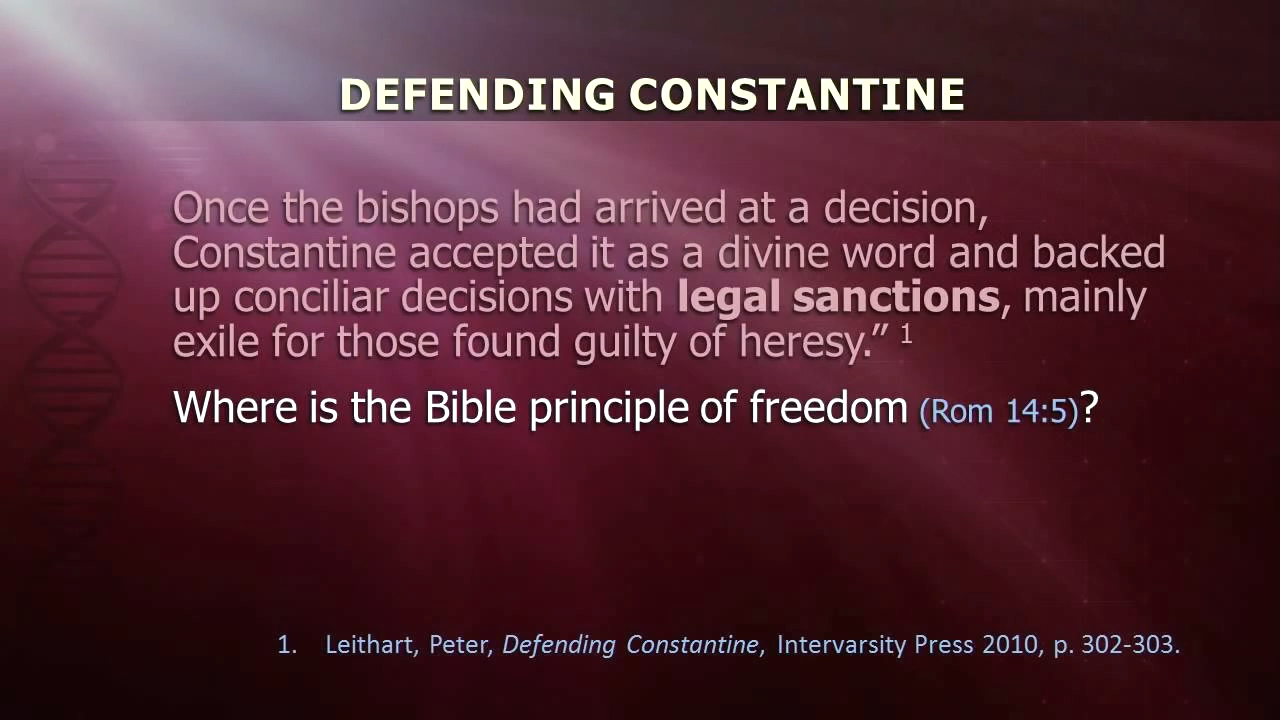 DEFENDING CONSTANTINE
Once the bishops had arrived at a decision,
Constantine accepted it as a divine word and backed
up conciliar decisions with legal sanctions, mainly
exile for those found guilty of heresy.” 1
Where is the Bible principle of freedom (Rom 14:5)?
1. Leithart, Peter, Defending Constantine, Intervarsity Press 2010, p. 302-303.